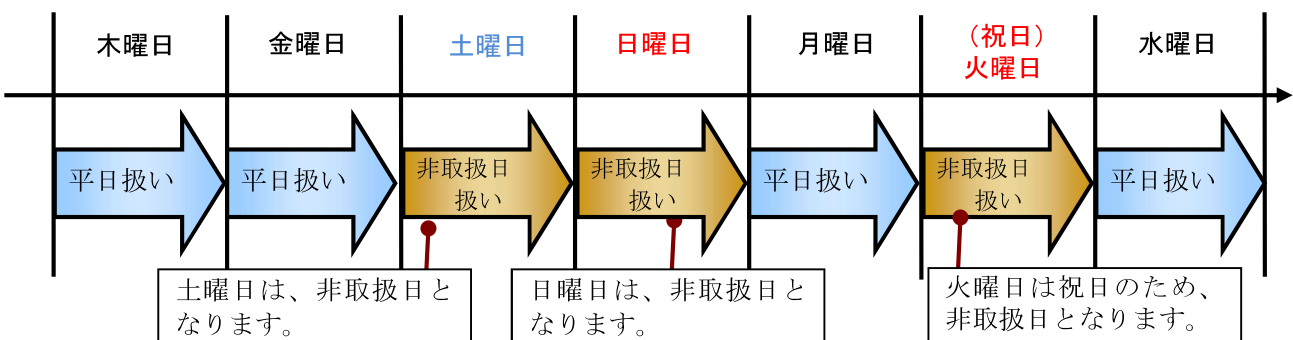 木曜日
金曜日
土曜日
日曜日
月曜日
（祝日）
火曜日
水曜日
平日扱い
平日扱い
非取扱日
扱い
非取扱日
扱い
平日扱い
非取扱日
扱い
平日扱い
土曜日は、非取扱日と
なります。
日曜日は、非取扱日と
なります。
火曜日は祝日のため、
非取扱日となります。